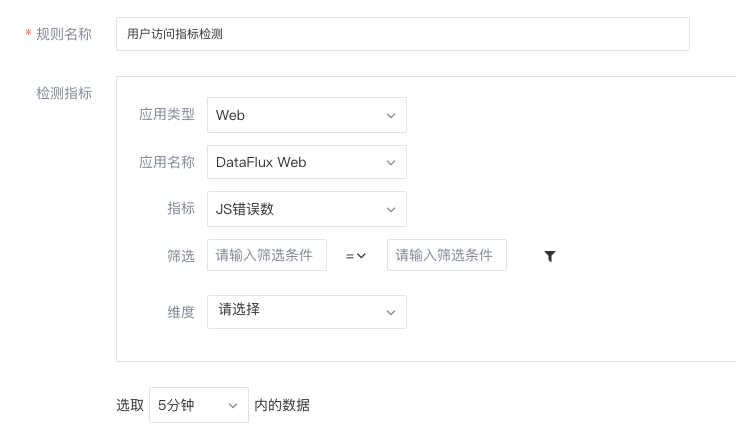 * 规则名称 用户访问指标检测
检测指标
应用类型 Web
应用名称 DataFlux Web
指标 JS错误数
筛选 请输入筛选条件 = 请输入筛选条件
维度 请选择
选取 5分钟 内的数据